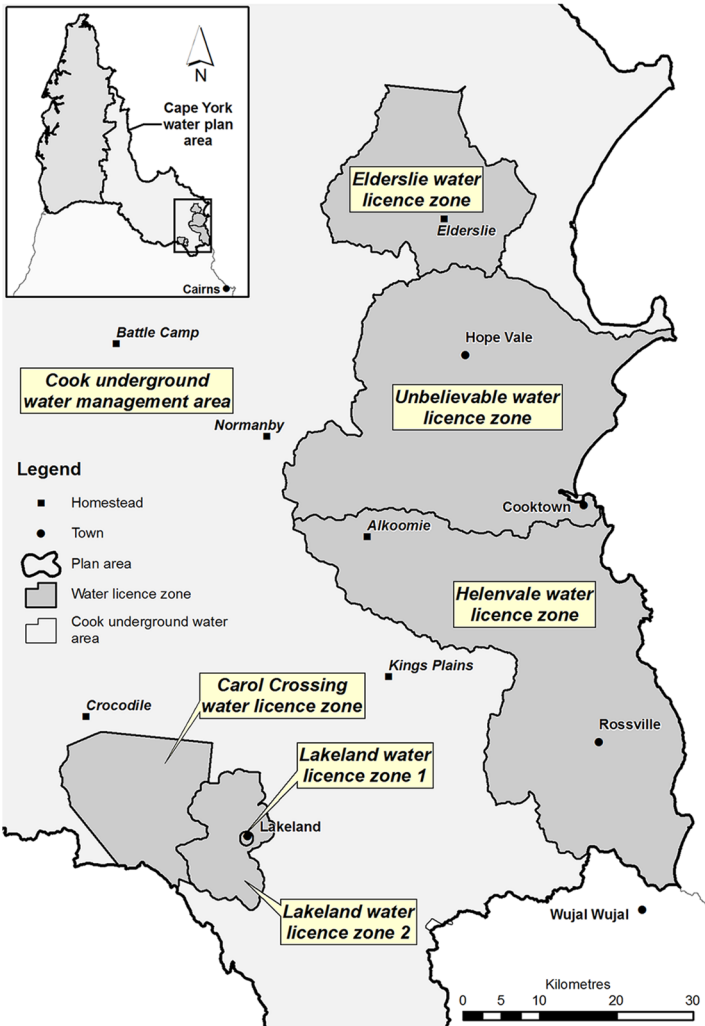 N
Cape York
water plan
area
Cairns
Elderslie water
licence zone
Elderslie
Battle Camp
Hope Vale
Cook underground
water management area
Unbelievable water
licence zone
Normanby
Legend
Homestead
Town
Plan area
Water licence zone
Cook underground water
area
Cooktown
Alkoomie
Helenvale water
licence zone
Kings Plains
Carol Crossing
water licence zone
Crocodile
Rossville
Lakeland water
licence zone 1
Lakeland
Lakeland water
licence zone 2
Wujal Wujal
Kilometres
0 5 10 20 30